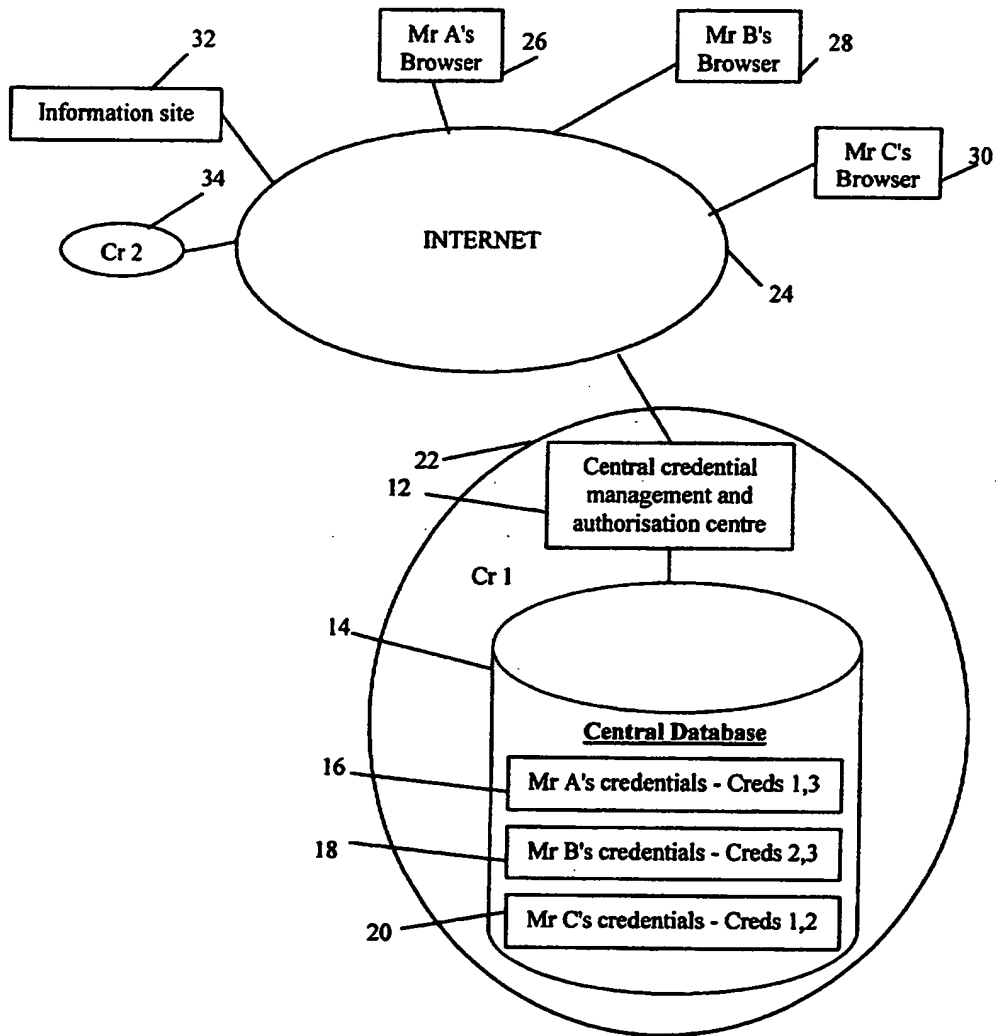 Mr A's
Browser
26
Mr B's
Browser
28
32
Information site
Mr C's
Browser
30
34
Cr 2
INTERNET
24
22
12
Central credential
management and
authorisation centre
Cr 1
14
Central Database
16
Mr A's credentials - Creds 1,3
18
Mr B's credentials - Creds 2,3
20
Mr C's credentials - Creds 1,2